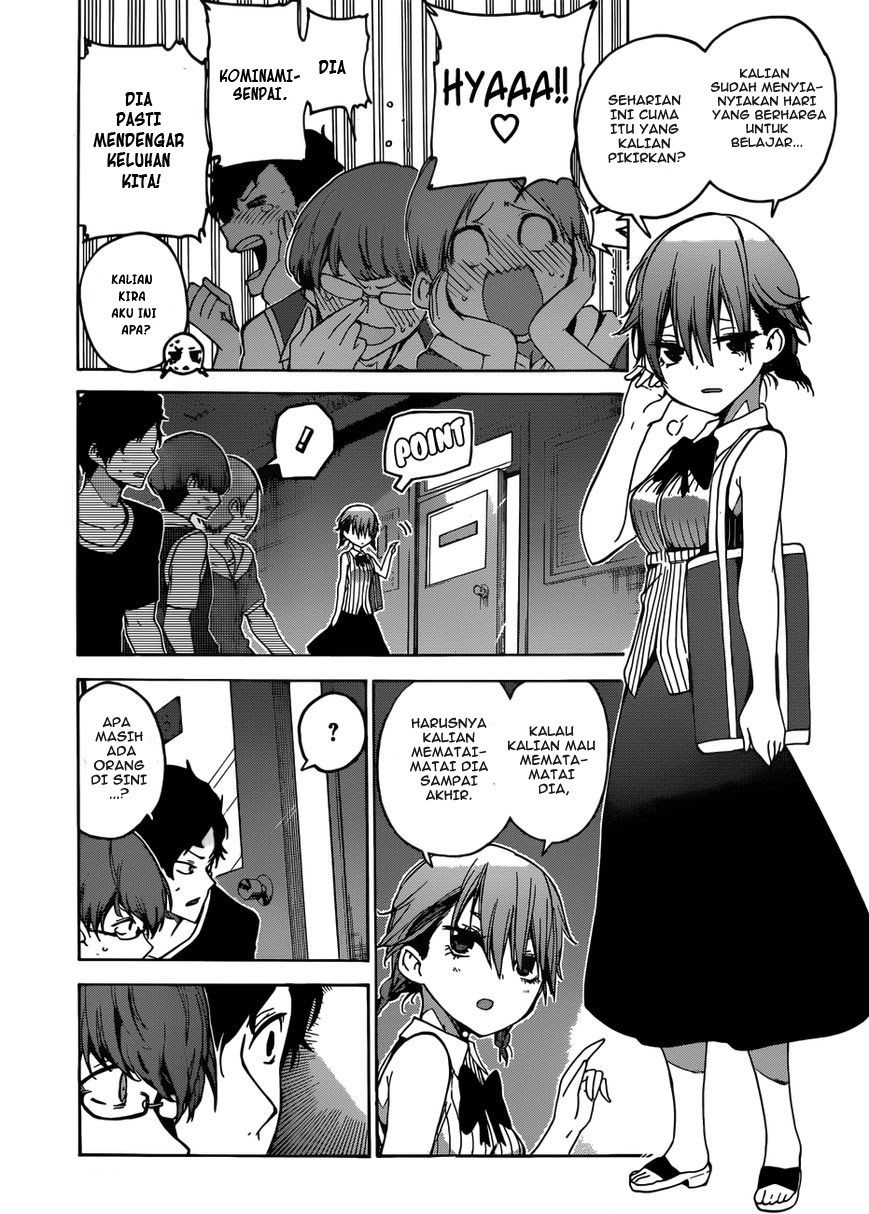 KALIAN
SUDAH MENYIA-
NYIAKAN HARI
YANG BERHARGA
UNTUK
BELAJAR...
SEHARIAN
INI CUMA
ITU YANG
KALIAN
PIKIRKAN?
HYAAA!!
♡
DIA
KOMINAMI-
SENPAI.
DIA
PASTI
MENDENGAR
KELUHAN
KITA!
KALIAN
KIRA
AKU INI
APA?
POINT
!
KALAU
KALIAN MAU
MEMATA-
MATAI
DIA,
HARUSNYA
KALIAN
MEMATAI-
MATAI DIA
SAMPAI
AKHIR.
?
APA
MASIH
ADA
ORANG
DI SINI
...?